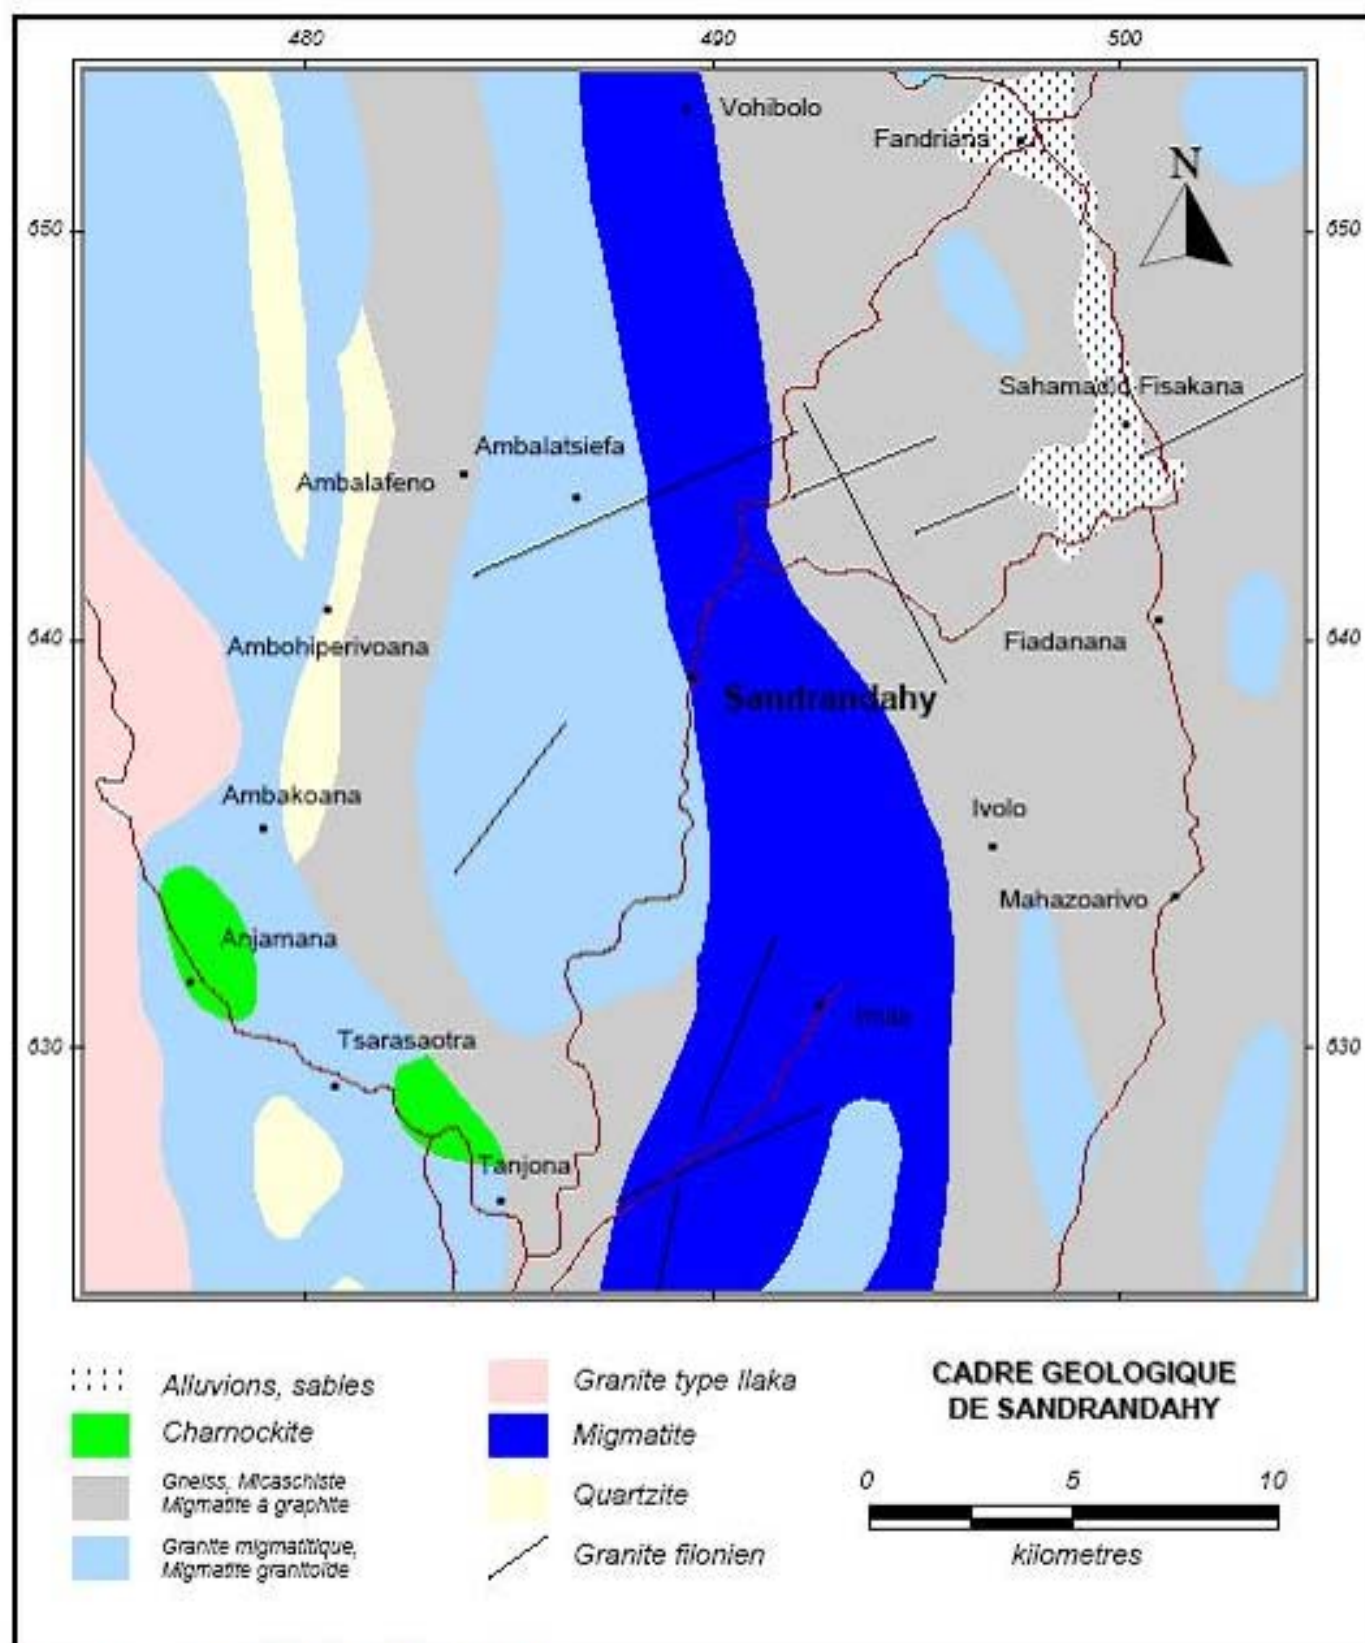 480 490 500
Vohibolo
Fandriana
N
650 650
Sahamadio Fisakana
Ambalatsiefa
Ambalafeno
640 640
Ambohiperivoana
Fiadanana
Sandrandahy
Ambakoana
Ivolo
Mahazoarivo
Anjamana
Tsarasaotra
630 630
Tanjona
Alluvions, sables
Charnockite
Gneiss, Micaschiste
Migmatite à graphite
Granite migmatitique,
Migmatite granitoïde
Granite type Ilaka
Migmatite
Quartzite
Granite filonien
CADRE GEOLOGIQUE
DE SANDRANDAHY
0 5 10
kilometres